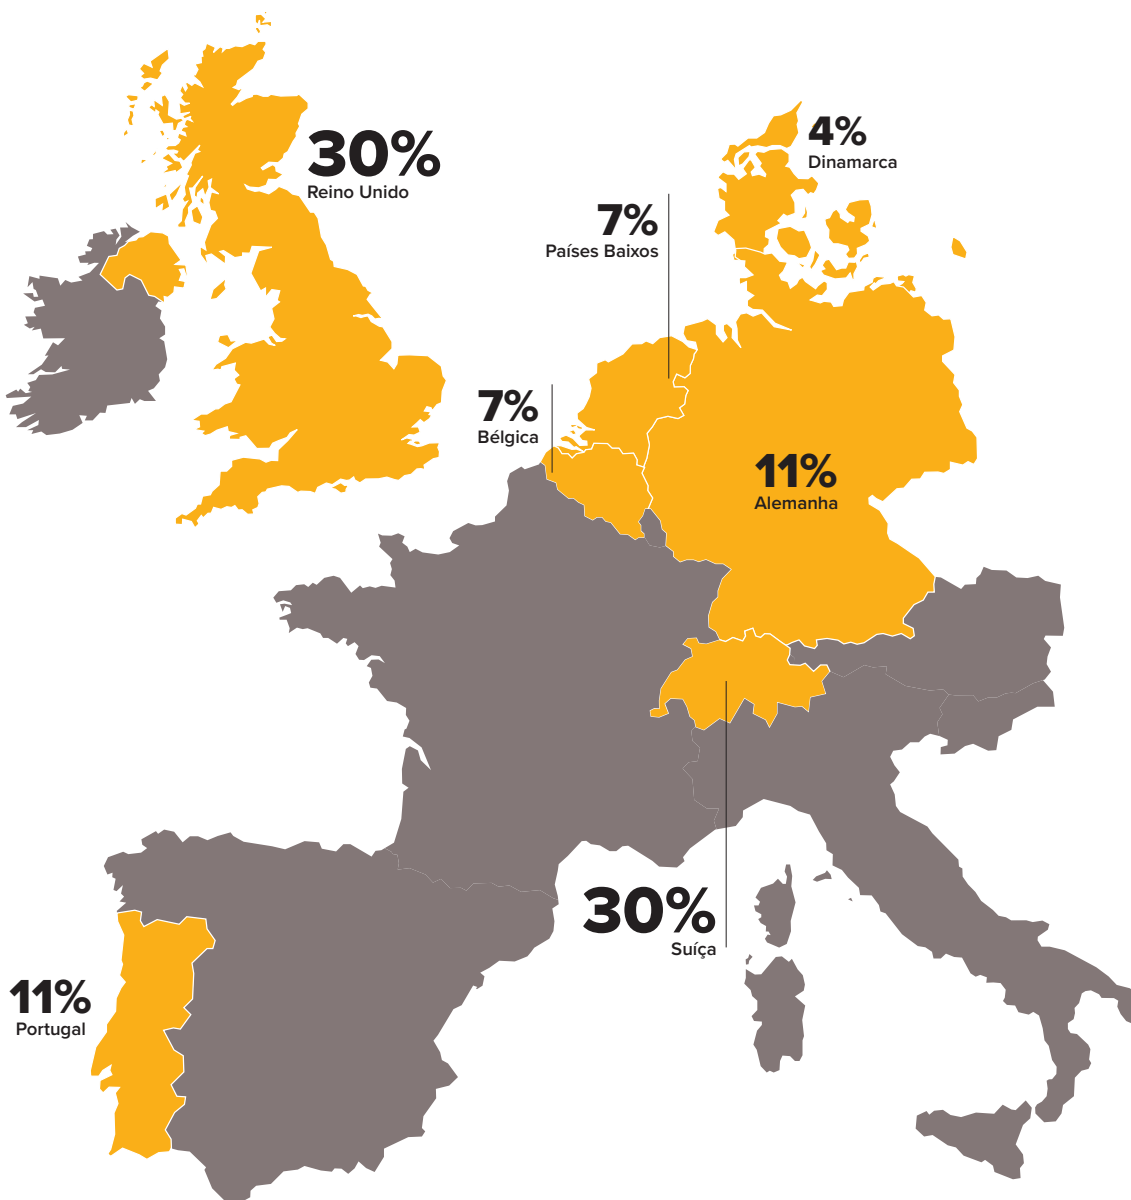 30%
Reino Unido
4%
Dinamarca
7%
Países Baixos
7%
Bélgica
11%
Alemanha
30%
Suíça
11%
Portugal